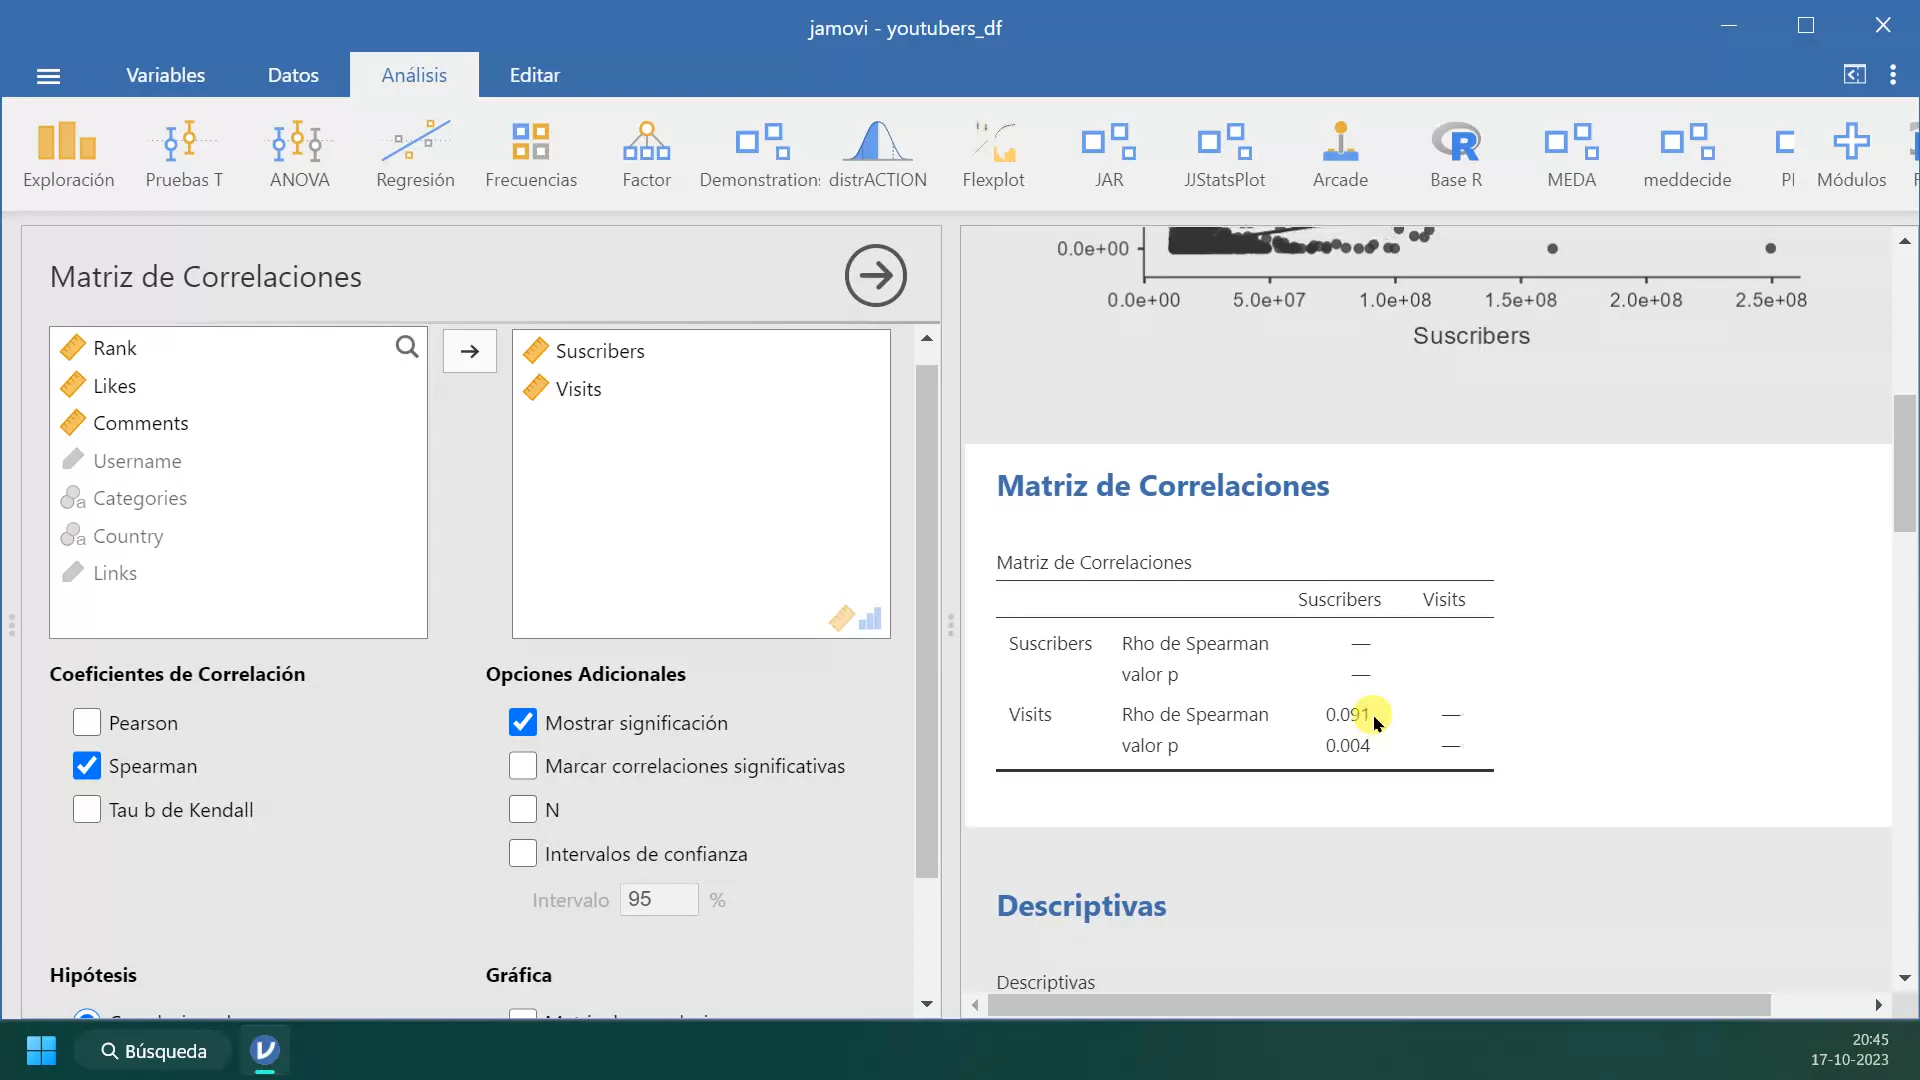 jamovi - youtubers_df
Variables
Datos
Análisis
Editar
Exploración
Pruebas T
ANOVA
Regresión
Frecuencias
Factor
Demonstration
distrACTION
Flexplot
JAR
JJStatsPlot
Arcade
Base R
MEDA
meddecide
Módulos
Matriz de Correlaciones
Rank
Likes
Comments
Username
Categories
Country
Links
Suscribers
Visits
Coeficientes de Correlación
Pearson
Spearman
Tau b de Kendall
Opciones Adicionales
Mostrar significación
Marcar correlaciones significativas
N
Intervalos de confianza
Intervalo 95 %
Hipótesis
Gráfica
0.0e+00
0.0e+00 5.0e+07 1.0e+08 1.5e+08 2.0e+08 2.5e+08
Suscribers
Matriz de Correlaciones
Matriz de Correlaciones
Suscribers Visits
Suscribers Rho de Spearman —
valor p —
Visits Rho de Spearman 0.091 —
valor p 0.004 —
Descriptivas
Descriptivas
Búsqueda
20:45
17-10-2023